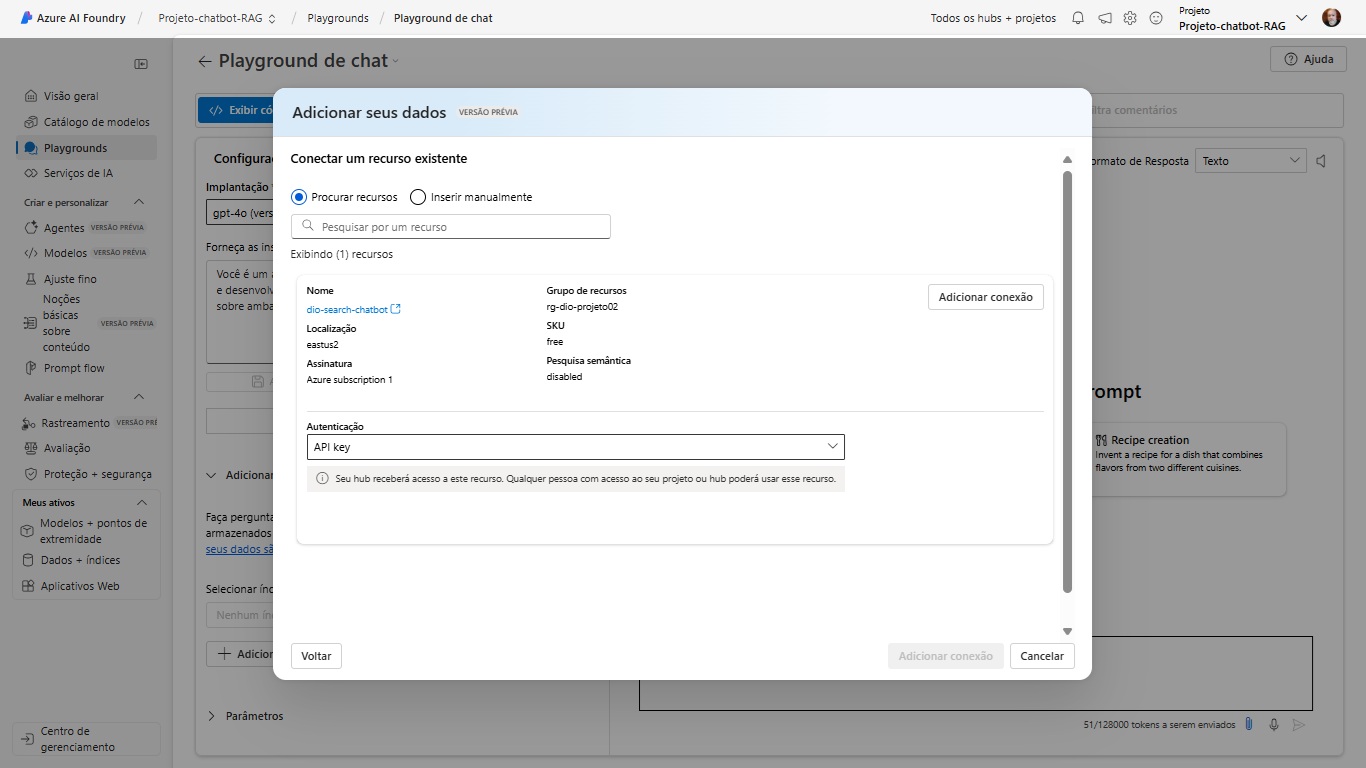 Azure AI Foundry / Projeto-chatbot-RAG / Playgrounds / Playground de chat
Todos os hubs + projetos
Projeto
Projeto-chatbot-RAG
Visão geral
Catálogo de modelos
Playgrounds
Serviços de IA
Criar e personalizar
Agentes VERSÃO PRÉVIA
Modelos VERSÃO PRÉVIA
Ajuste fino
Noções
básicas
sobre
conteúdo
VERSÃO PRÉVIA
Prompt flow
Avaliar e melhorar
Rastreamento VERSÃO PRÉ
Avaliação
Proteção + segurança
Meus ativos
Modelos + pontos de
extremidade
Dados + índices
Aplicativos Web
Centro de
gerenciamento
Playground de chat
Ajuda
Exibir có
iltra comentários
Configuraç
Implantação
gpt-4o (vers
Forneça as ins
Você é um a
e desenvolv
sobre amba
Adicionar
Faça pergunta
armazenados
seus dados sã
Selecionar índ
Nenhum ín
Adicion
Parâmetros
Adicionar seus dados VERSÃO PRÉVIA
Conectar um recurso existente
Procurar recursos
Inserir manualmente
Pesquisar por um recurso
Exibindo (1) recursos
Nome
dio-search-chatbot
Localização
eastus2
Assinatura
Azure subscription 1
Grupo de recursos
rg-dio-projeto02
SKU
free
Pesquisa semântica
disabled
Adicionar conexão
Autenticação
API key
Seu hub receberá acesso a este recurso. Qualquer pessoa com acesso ao seu projeto ou hub poderá usar esse recurso.
Voltar
Adicionar conexão
Cancelar
ormato de Resposta
Texto
rompt
Recipe creation
Invent a recipe for a dish that combines
flavors from two different cuisines.
51/128000 tokens a serem enviados